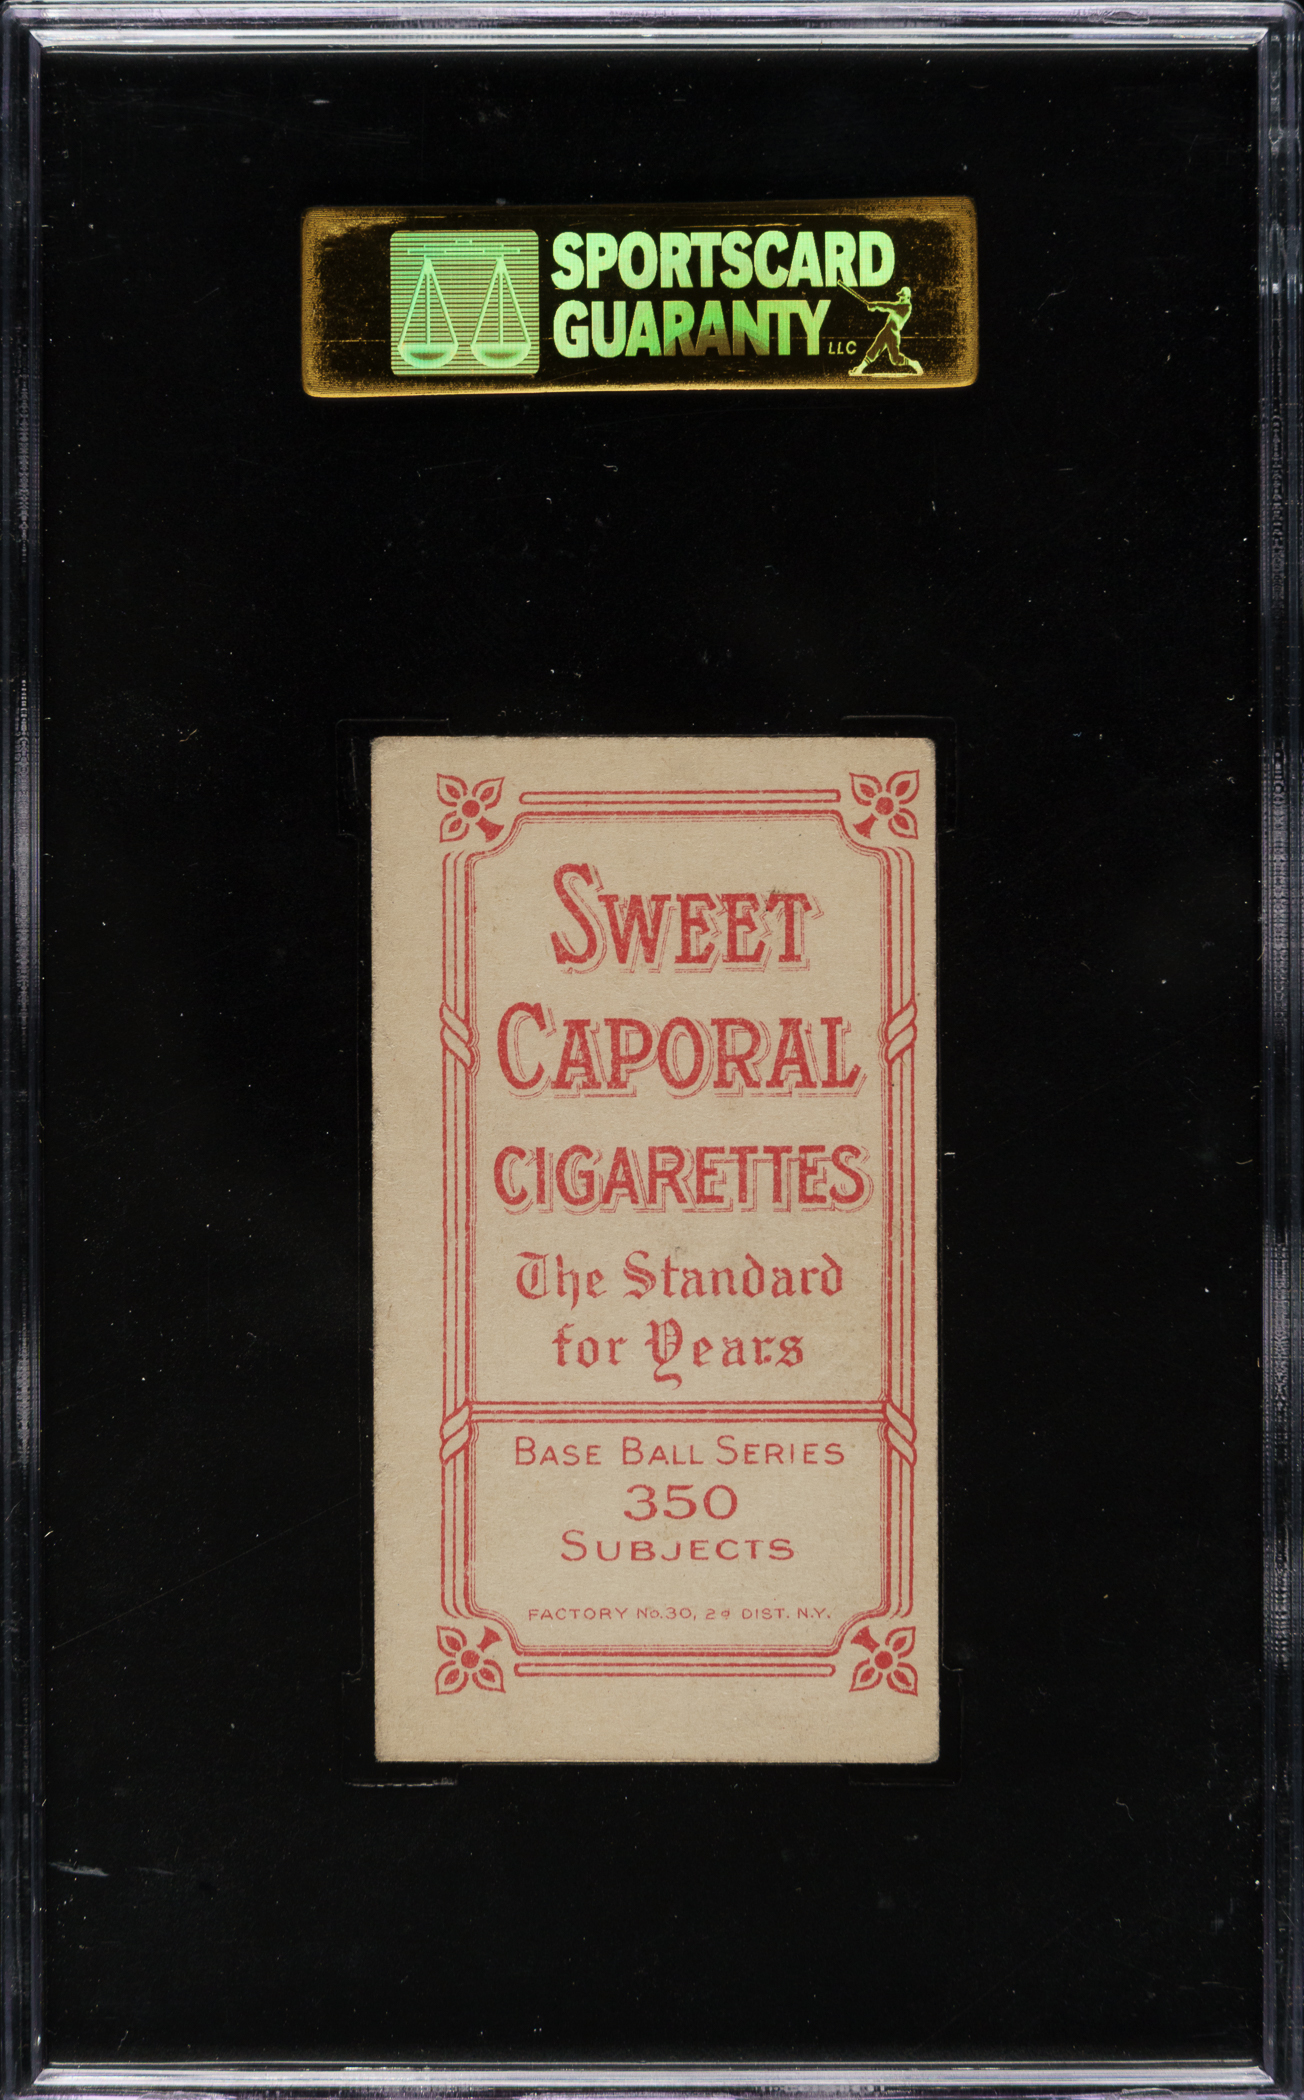 SPORTSCARD
GUARANTY LLC
SWEET
CAPORAL
CIGARETTES
The Standard
for Years
BASE BALL SERIES
350
SUBJECTS
FACTORY No. 30, 2d DIST. N.Y.